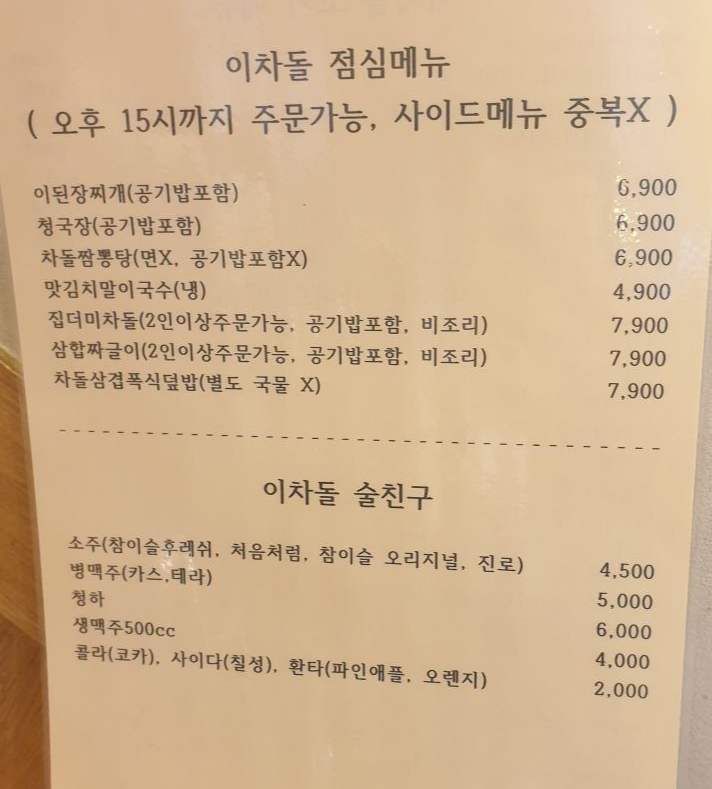 이차돌 점심메뉴
( 오후 15시까지 주문가능, 사이드메뉴 중복X )
이된장찌개(공기밥포함) 6,900
청국장(공기밥포함) 6,900
차돌짬뽕탕(면X, 공기밥포함X) 6,900
맛김치말이국수(냉) 4,900
집더미차돌(2인이상주문가능, 공기밥포함, 비조리) 7,900
삼합짜글이(2인이상주문가능, 공기밥포함, 비조리) 7,900
차돌삼겹폭식덮밥(별도 국물 X) 7,900
이차돌 술친구
소주(참이슬후레쉬, 처음처럼, 참이슬 오리지널, 진로) 4,500
병맥주(카스,테라) 5,000
청하 6,000
생맥주500cc 4,000
콜라(코카), 사이다(칠성), 환타(파인애플, 오렌지) 2,000